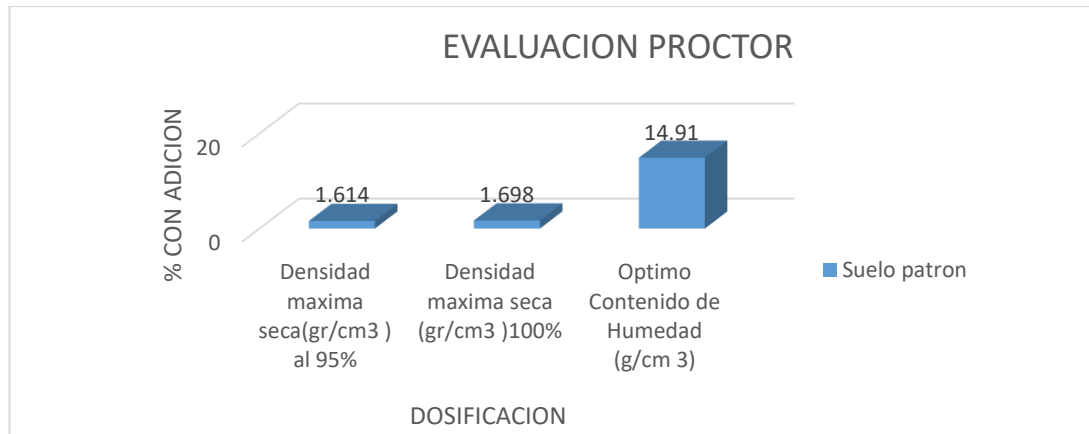 EVALUACION PROCTOR
% CON ADICION
20
0
1.614
1.698
14.91
Densidad
maxima
seca(gr/cm3 )
al 95%
Densidad
maxima seca
(gr/cm3 )100%
Optimo
Contenido de
Humedad
(g/cm 3)
Suelo patron
DOSIFICACION